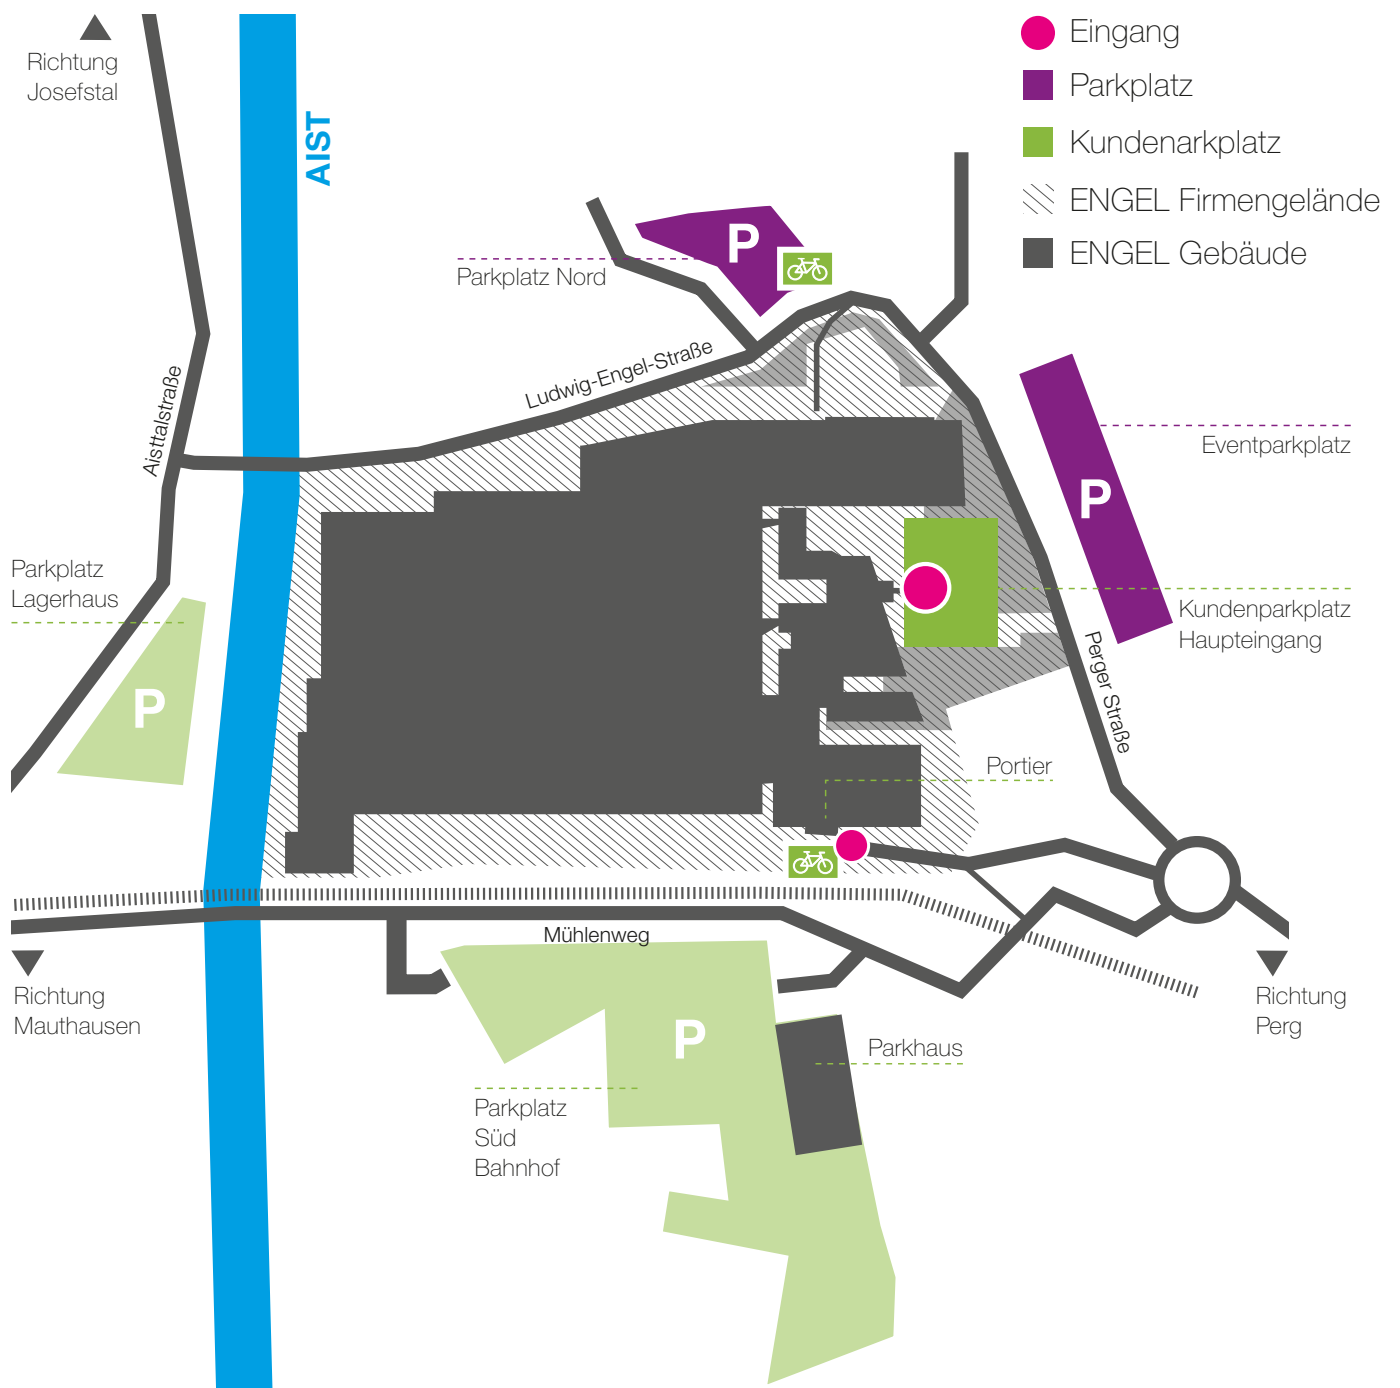 Richtung
Josefstal
AIST
Eingang
Parkplatz
Kundenarkplatz
ENGEL Firmengelände
ENGEL Gebäude
P
Parkplatz Nord
Ludwig-Engel-Straße
Aisttalstraße
Eventparkplatz
P
Parkplatz
Lagerhaus
P
Kundenparkplatz
Haupteingang
Perger Straße
Portier
Mühlenweg
Richtung
Mauthausen
Richtung
Perg
P
Parkhaus
Parkplatz
Süd
Bahnhof